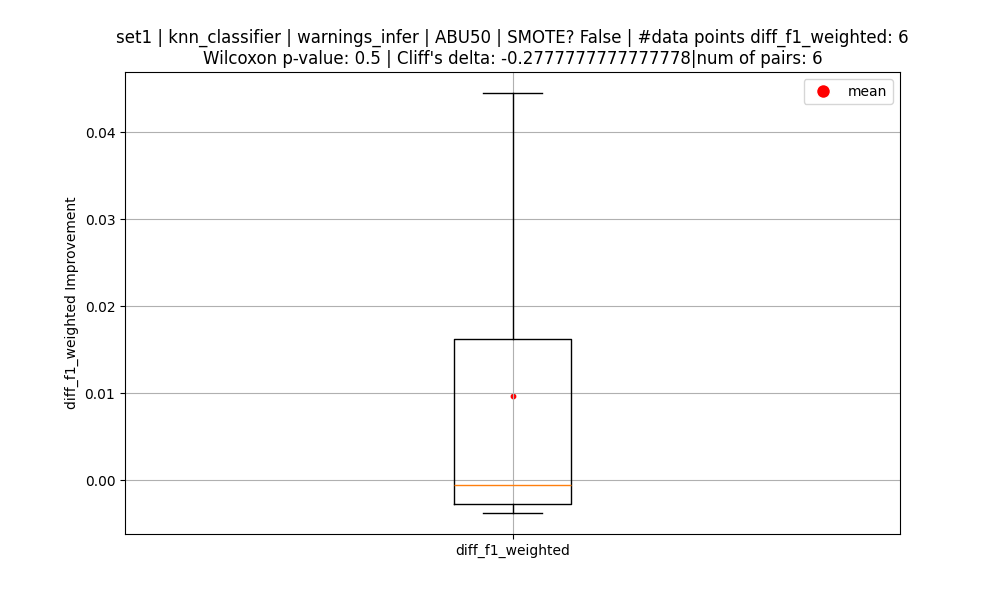 set1 | knn_classifier | warnings_infer | ABU50 | SMOTE? False | #data points diff_f1_weighted: 6
Wilcoxon p-value: 0.5 | Cliff's delta: -0.2777777777777778|num of pairs: 6
mean
0.04
0.03
0.02
0.01
0.00
diff_f1_weighted Improvement
diff_f1_weighted